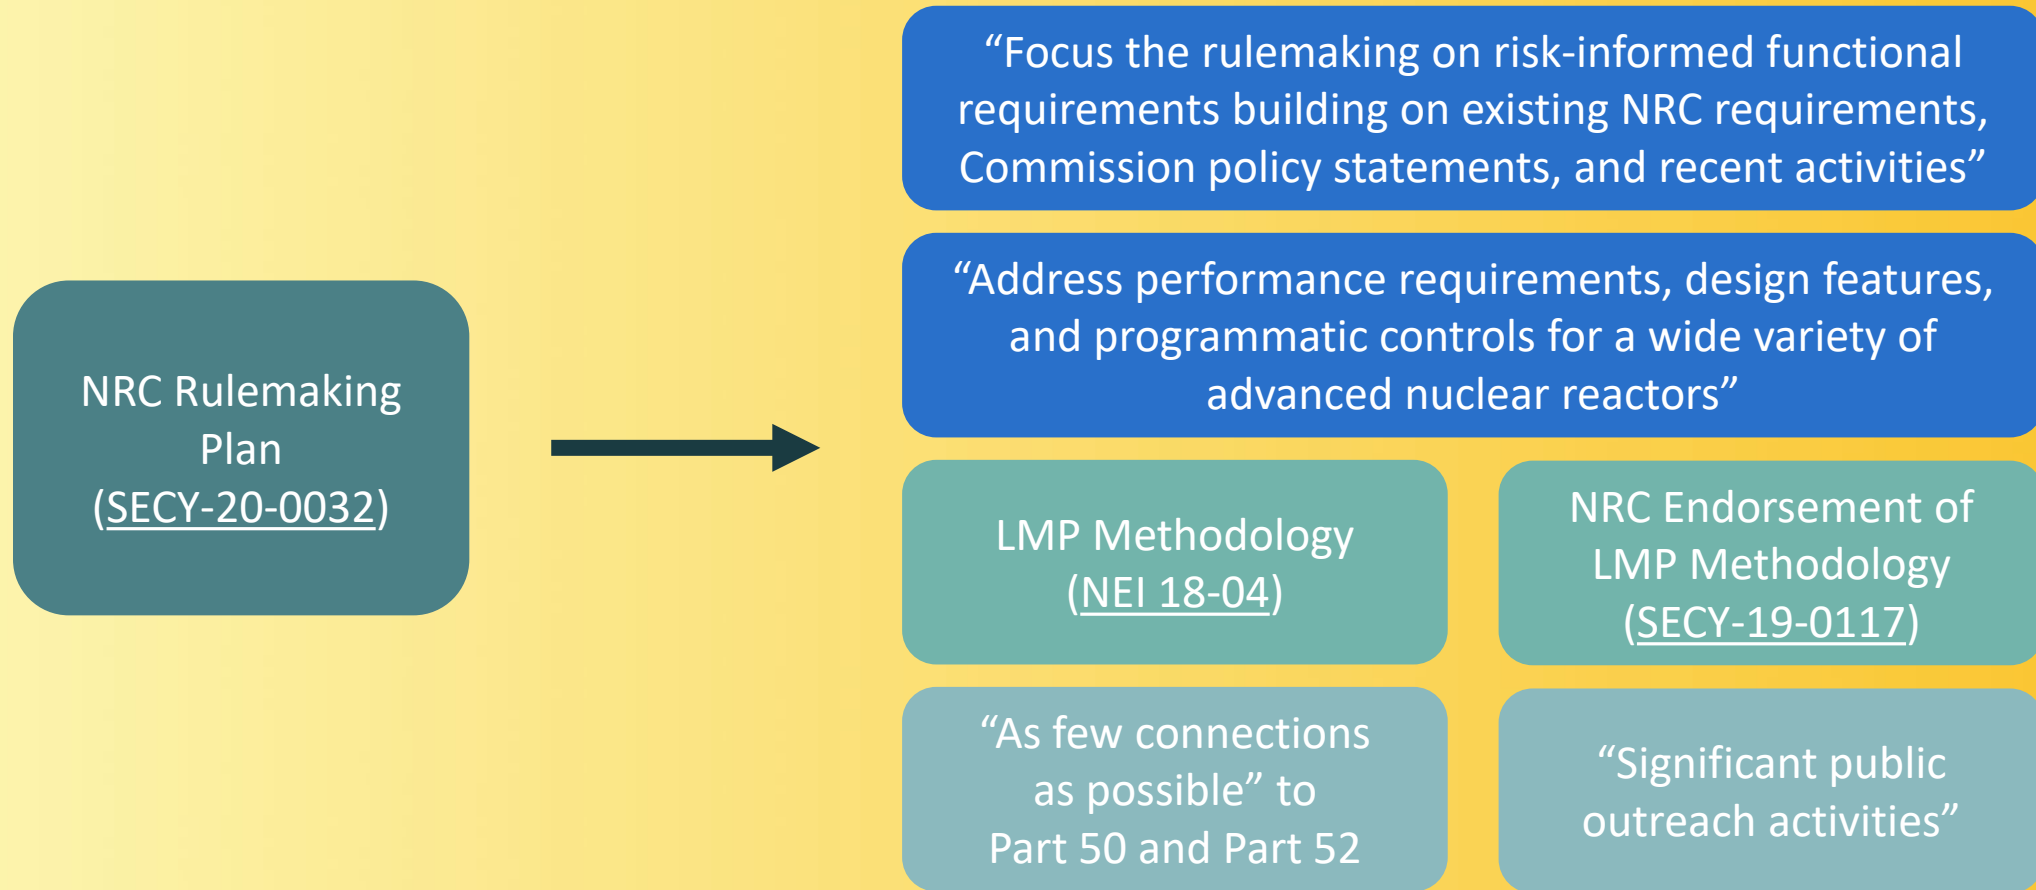 NRC Rulemaking
Plan
(SECY-20-0032)
“Focus the rulemaking on risk-informed functional
requirements building on existing NRC requirements,
Commission policy statements, and recent activities”
“Address performance requirements, design features,
and programmatic controls for a wide variety of
advanced nuclear reactors”
LMP Methodology
(NEI 18-04)
NRC Endorsement of
LMP Methodology
(SECY-19-0117)
“As few connections
as possible” to
Part 50 and Part 52
“Significant public
outreach activities”